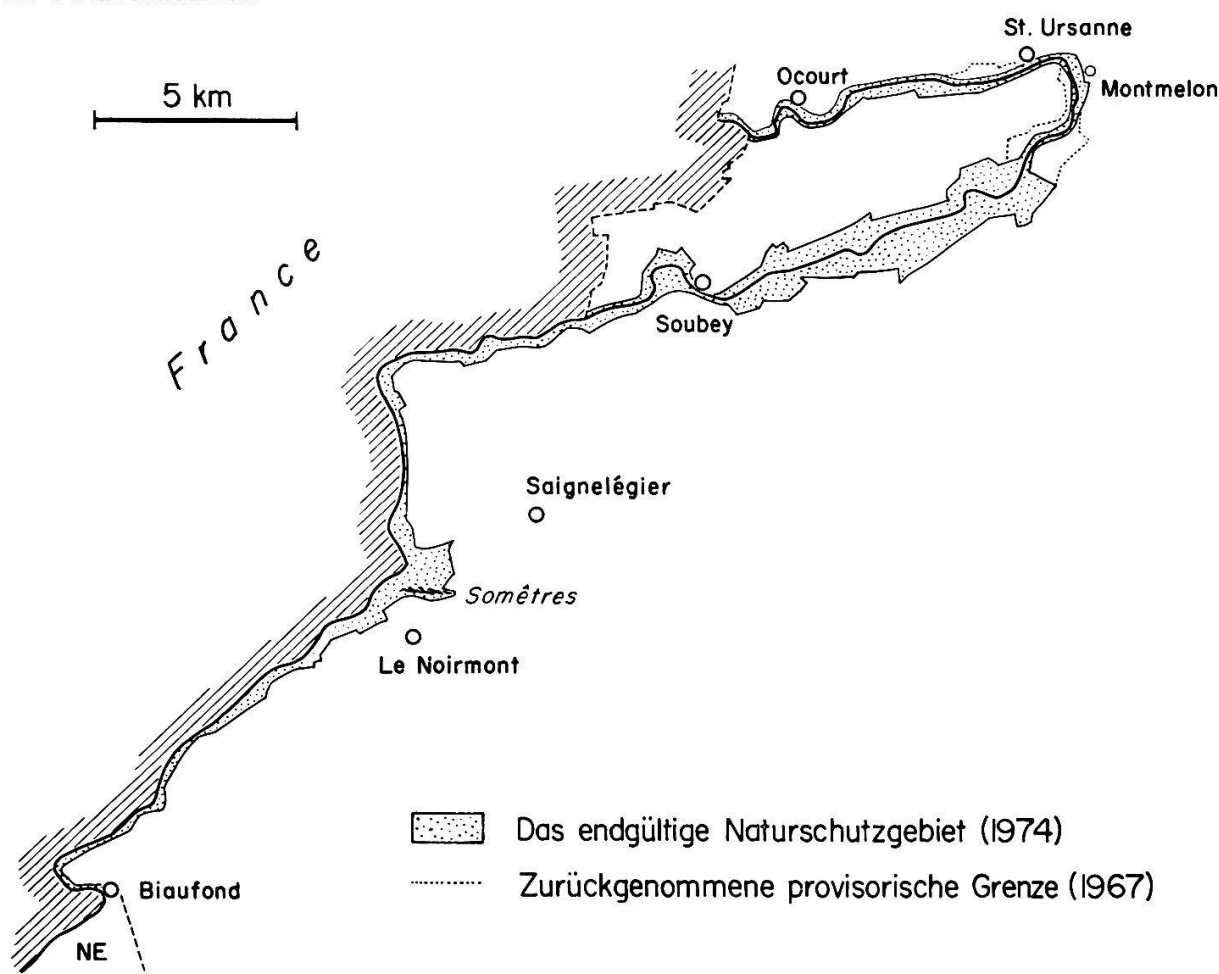 St. Ursanne
Ocourt
Montmelon
5 km
France
Soubey
Saignelégier
Somêtres
Le Noirmont
Das endgültige Naturschutzgebiet (1974)
Zurückgenommene provisorische Grenze (1967)
Biaufond
NE